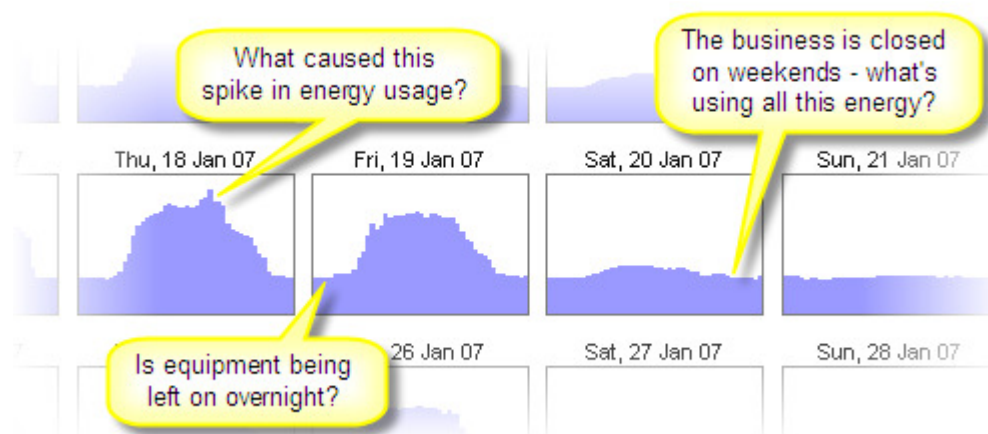 What caused this
spike in energy usage?
The business is closed
on weekends - what's
using all this energy?
Thu, 18 Jan 07
Fri, 19 Jan 07
Sat, 20 Jan 07
Sun, 21 Jan 07
Is equipment being
left on overnight?
26 Jan 07
Sat, 27 Jan 07
Sun, 28 Jan 07